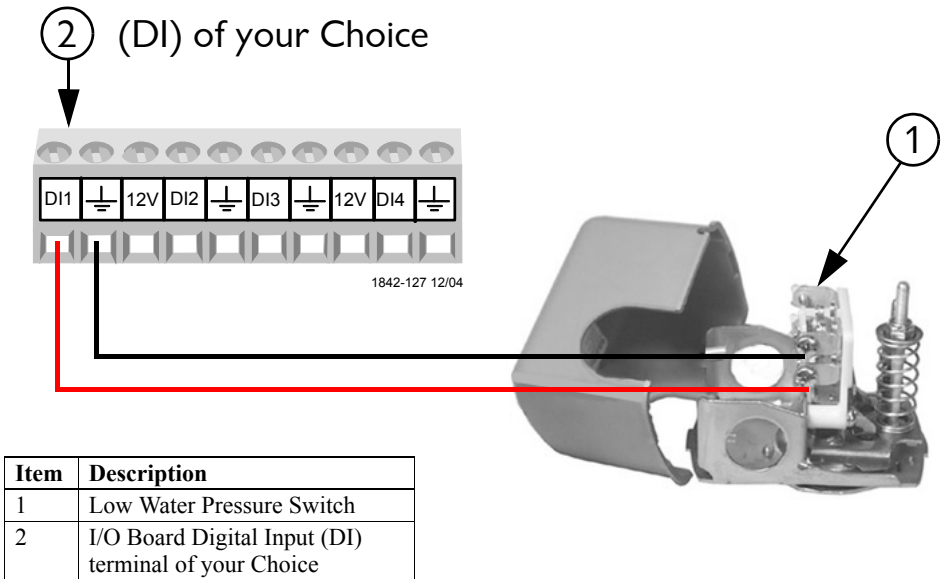 2 (DI) of your Choice
1
DI1 ⏚ 12V DI2 ⏚ DI3 ⏚ 12V DI4 ⏚
1842-127 12/04
Item Description
1 Low Water Pressure Switch
2 I/O Board Digital Input (DI)
terminal of your Choice